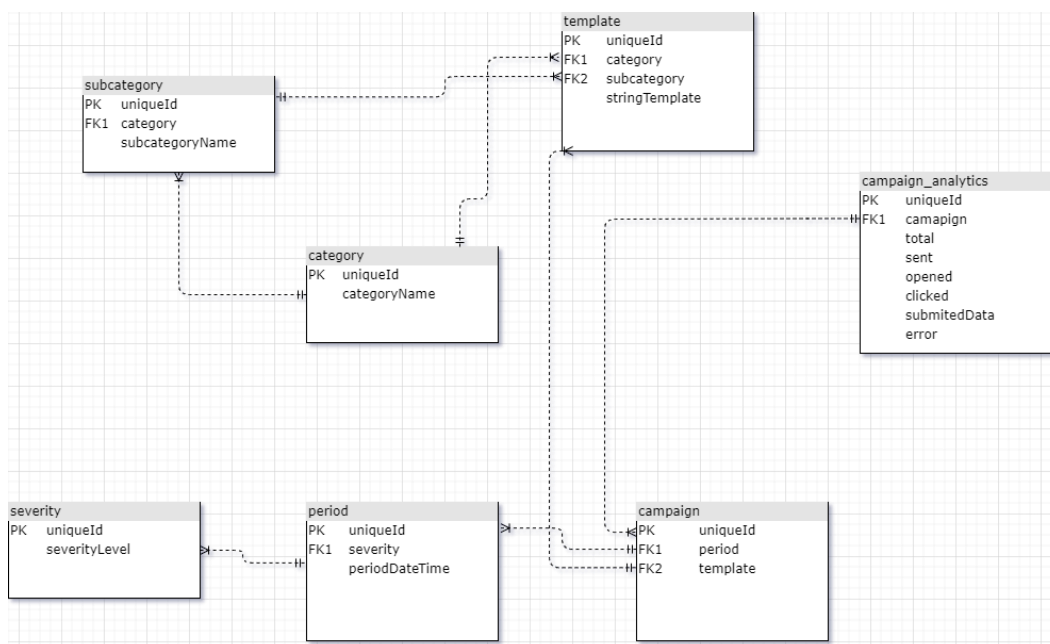 template
PK uniqueId
FK1 category
FK2 subcategory
stringTemplate
subcategory
PK uniqueId
FK1 category
subcategoryName
campaign_analytics
PK uniqueId
FK1 camapign
total
sent
opened
clicked
submitedData
error
category
PK uniqueId
categoryName
severity
PK uniqueId
severityLevel
period
PK uniqueId
FK1 severity
periodDateTime
campaign
PK uniqueId
FK1 period
FK2 template